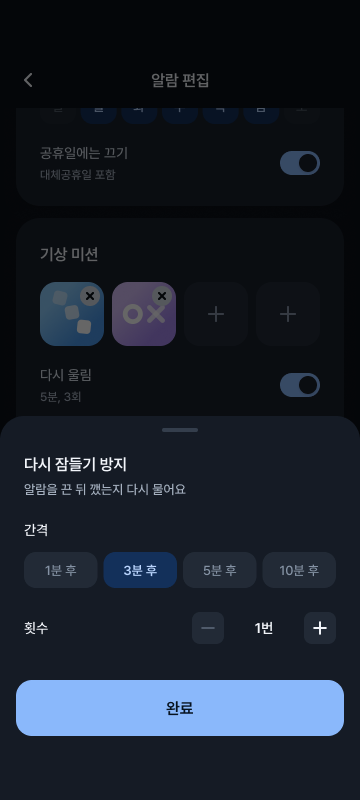 알람 편집
공휴일에는 끄기
대체공휴일 포함
기상 미션
다시 울림
5분, 3회
다시 잠들기 방지
알람을 끈 뒤 깼는지 다시 물어요
간격
1분 후
3분 후
5분 후
10분 후
횟수
1번
완료